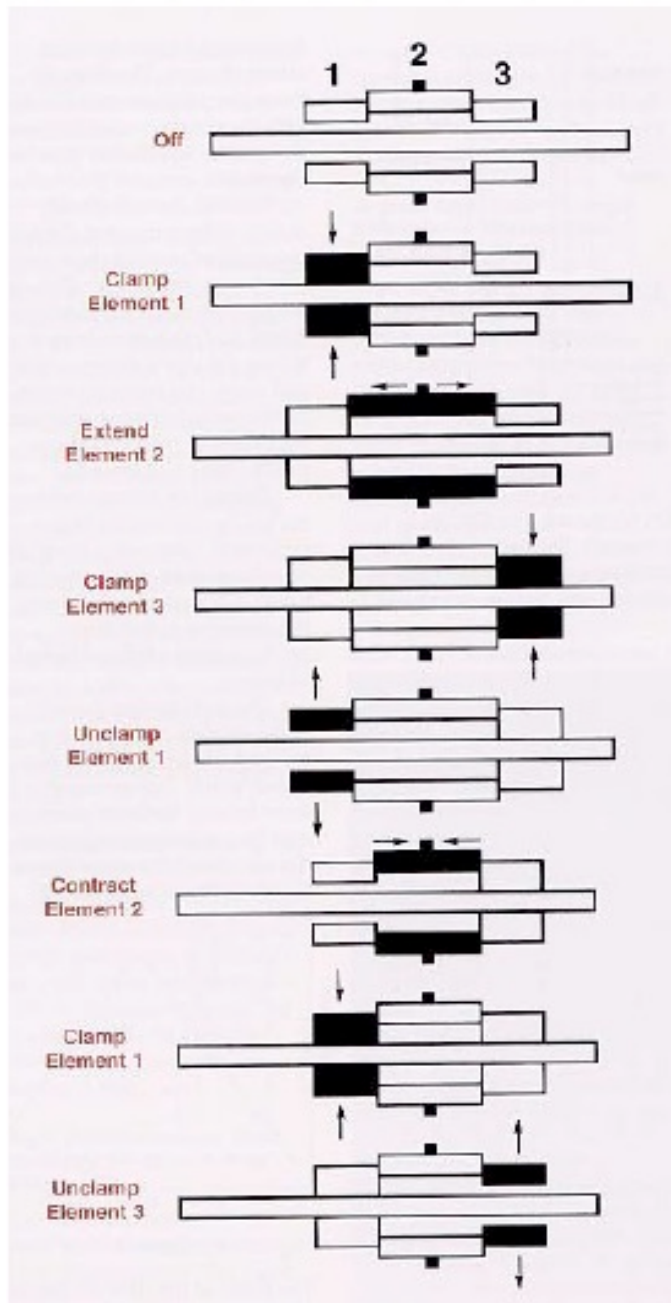 1 2 3
Off
Clamp
Element 1
Extend
Element 2
Clamp
Element 3
Unclamp
Element 1
Contract
Element 2
Clamp
Element 1
Unclamp
Element 3